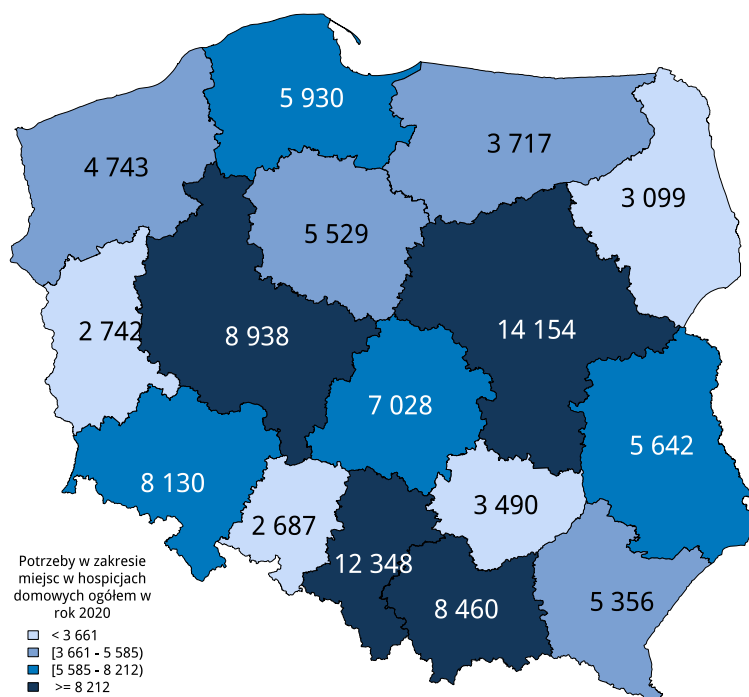 5 930
3 717
4 743
3 099
5 529
14 154
2 742
8 938
7 028
5 642
8 130
3 490
2 687
12 348
5 356
8 460
Potrzeby w zakresie
miejsc w hospicjach
domowych ogółem w
rok 2020
< 3 661
[3 661 - 5 585)
[5 585 - 8 212)
>= 8 212